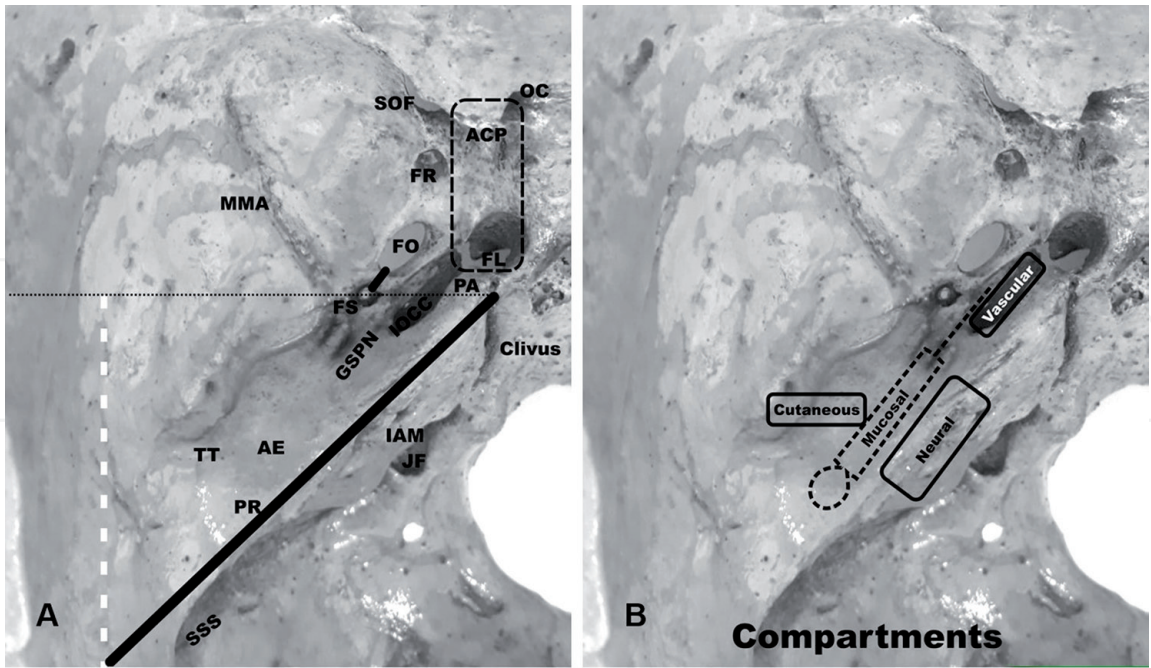 OC
SOF
ACP
FR
MMA
FO
FL
PA
FS
IOCC
GSPN
Clivus
IAM
TT
AE
JF
PR
A
SSS
Vascular
Cutaneous
Mucosal
Neural
B
Compartments